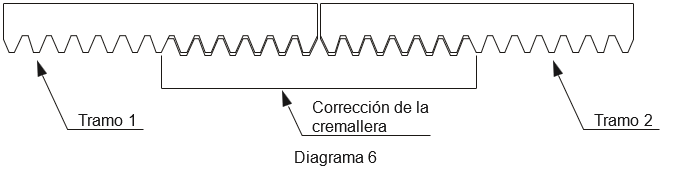 Tramo 1
Corrección de la
cremallera
Tramo 2
Diagrama 6